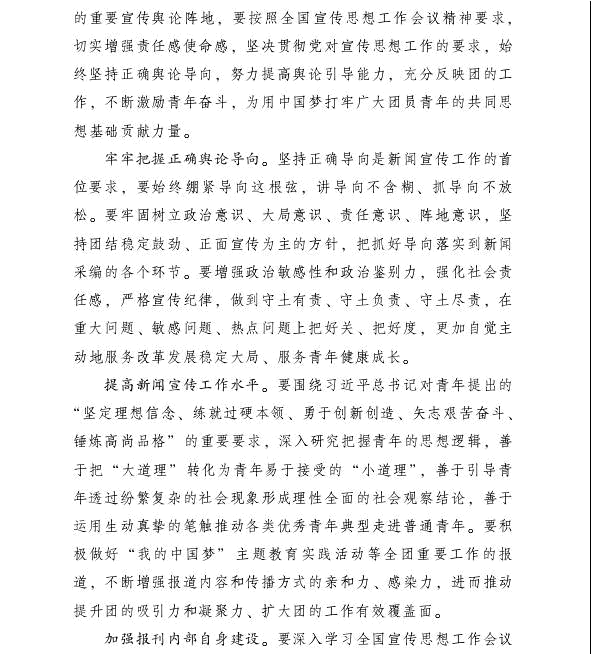 的重要宣传舆论阵地，要按照全国宣传思想工作会议精神要求，
切实增强责任感使命感，坚决贯彻党对宣传思想工作的要求，始
终坚持正确舆论导向，努力提高舆论引导能力，充分反映团的工
作，不断激励青年奋斗，为用中国梦打牢广大团员青年的共同思
想基础贡献力量。
牢牢把握正确舆论导向。坚持正确导向是新闻宣传工作的首
位要求，要始终绷紧导向这根弦，讲导向不含糊、抓导向不放
松。要牢固树立政治意识、大局意识、责任意识、阵地意识，坚
持团结稳定鼓劲、正面宣传为主的方针，把抓好导向落实到新闻
采编的各个环节。要增强政治敏感性和政治鉴别力，强化社会责
任感，严格宣传纪律，做到守土有责、守土负责、守土尽责，在
重大问题、敏感问题、热点问题上把好关、把好度，更加自觉主
动地服务改革发展稳定大局、服务青年健康成长。
提高新闻宣传工作水平。要围绕习近平总书记对青年提出的
“坚定理想信念、练就过硬本领、勇于创新创造、矢志艰苦奋斗、
锤炼高尚品格”的重要要求，深入研究把握青年的思想逻辑，善
于把“大道理”转化为青年易于接受的“小道理”，善于引导青
年透过纷繁复杂的社会现象形成理性全面的社会观察结论，善于
运用生动真挚的笔触推动各类优秀青年典型走进普通青年。要积
极做好“我的中国梦”主题教育实践活动等全团重要工作的报
道，不断增强报道内容和传播方式的亲和力、感染力，进而推动
提升团的吸引力和凝聚力、扩大团的工作有效覆盖面。
加强报刊内部自身建设。要深入学习全国宣传思想工作会议